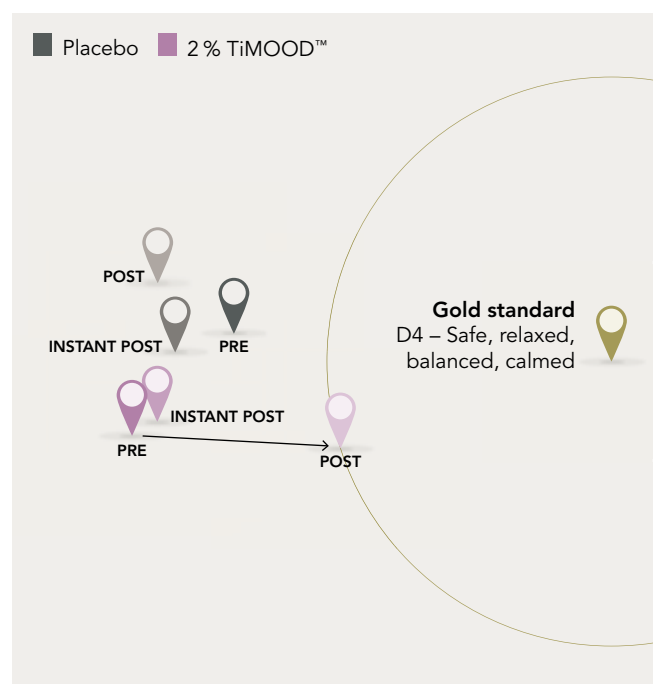 Placebo
2 % TiMOOD™
POST
INSTANT POST
PRE
Gold standard
D4 – Safe, relaxed,
balanced, calmed
INSTANT POST
PRE
POST